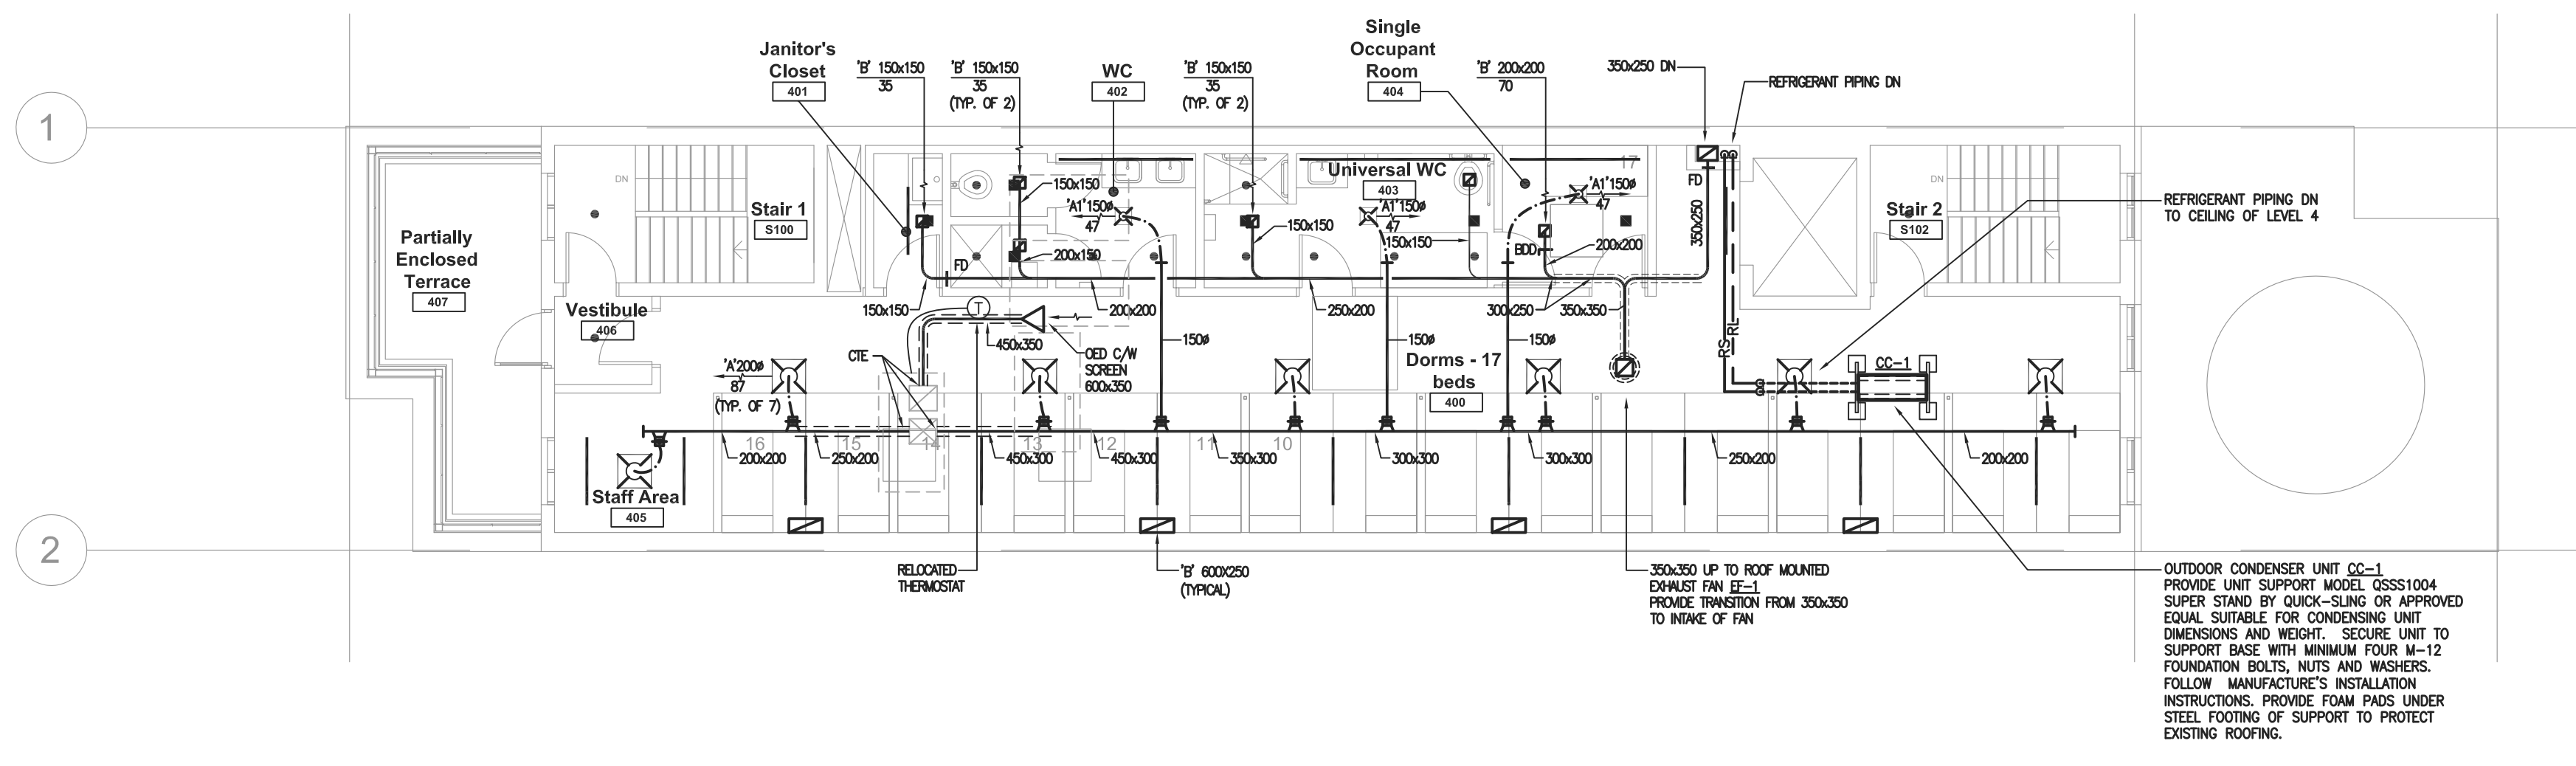 1
2
Janitor's
Closet
401
'B' 150x150
35
'B' 150x150
35
(TYP. OF 2)
WC
402
'B' 150x150
35
(TYP. OF 2)
Single
Occupant
Room
404
'B' 200x200
70
350x250 DN
REFRIGERANT PIPING DN
DN
Stair 1
S100
150x150
'A1'150ø
47
150x150
Universal WC
403
'A1'150ø
47
150x150
17
'A1'150ø
47
BDD
200x200
FD
350x250
DN
Stair 2
S102
REFRIGERANT PIPING DN
TO CEILING OF LEVEL 4
Partially
Enclosed
Terrace
407
Vestibule
406
FD
200x150
150x150
200x200
250x200
300x250
350x350
T
450x350
CTE
OED C/W
SCREEN
600x350
150ø
150ø
150ø
Dorms - 17
beds
400
RS
RL
CC-1
'A'200ø
87
(TYP. OF 7)
16
15
14
13
12
11
10
200x200
250x200
450x300
450x300
350x300
300x300
300x300
250x200
200x200
Staff Area
405
RELOCATED
THERMOSTAT
'B' 600X250
(TYPICAL)
350x350 UP TO ROOF MOUNTED
EXHAUST FAN EF-1
PROVIDE TRANSITION FROM 350x350
TO INTAKE OF FAN
OUTDOOR CONDENSER UNIT CC-1
PROVIDE UNIT SUPPORT MODEL QSSS1004
SUPER STAND BY QUICK-SLING OR APPROVED
EQUAL SUITABLE FOR CONDENSING UNIT
DIMENSIONS AND WEIGHT. SECURE UNIT TO
SUPPORT BASE WITH MINIMUM FOUR M-12
FOUNDATION BOLTS, NUTS AND WASHERS.
FOLLOW MANUFACTURE'S INSTALLATION
INSTRUCTIONS. PROVIDE FOAM PADS UNDER
STEEL FOOTING OF SUPPORT TO PROTECT
EXISTING ROOFING.